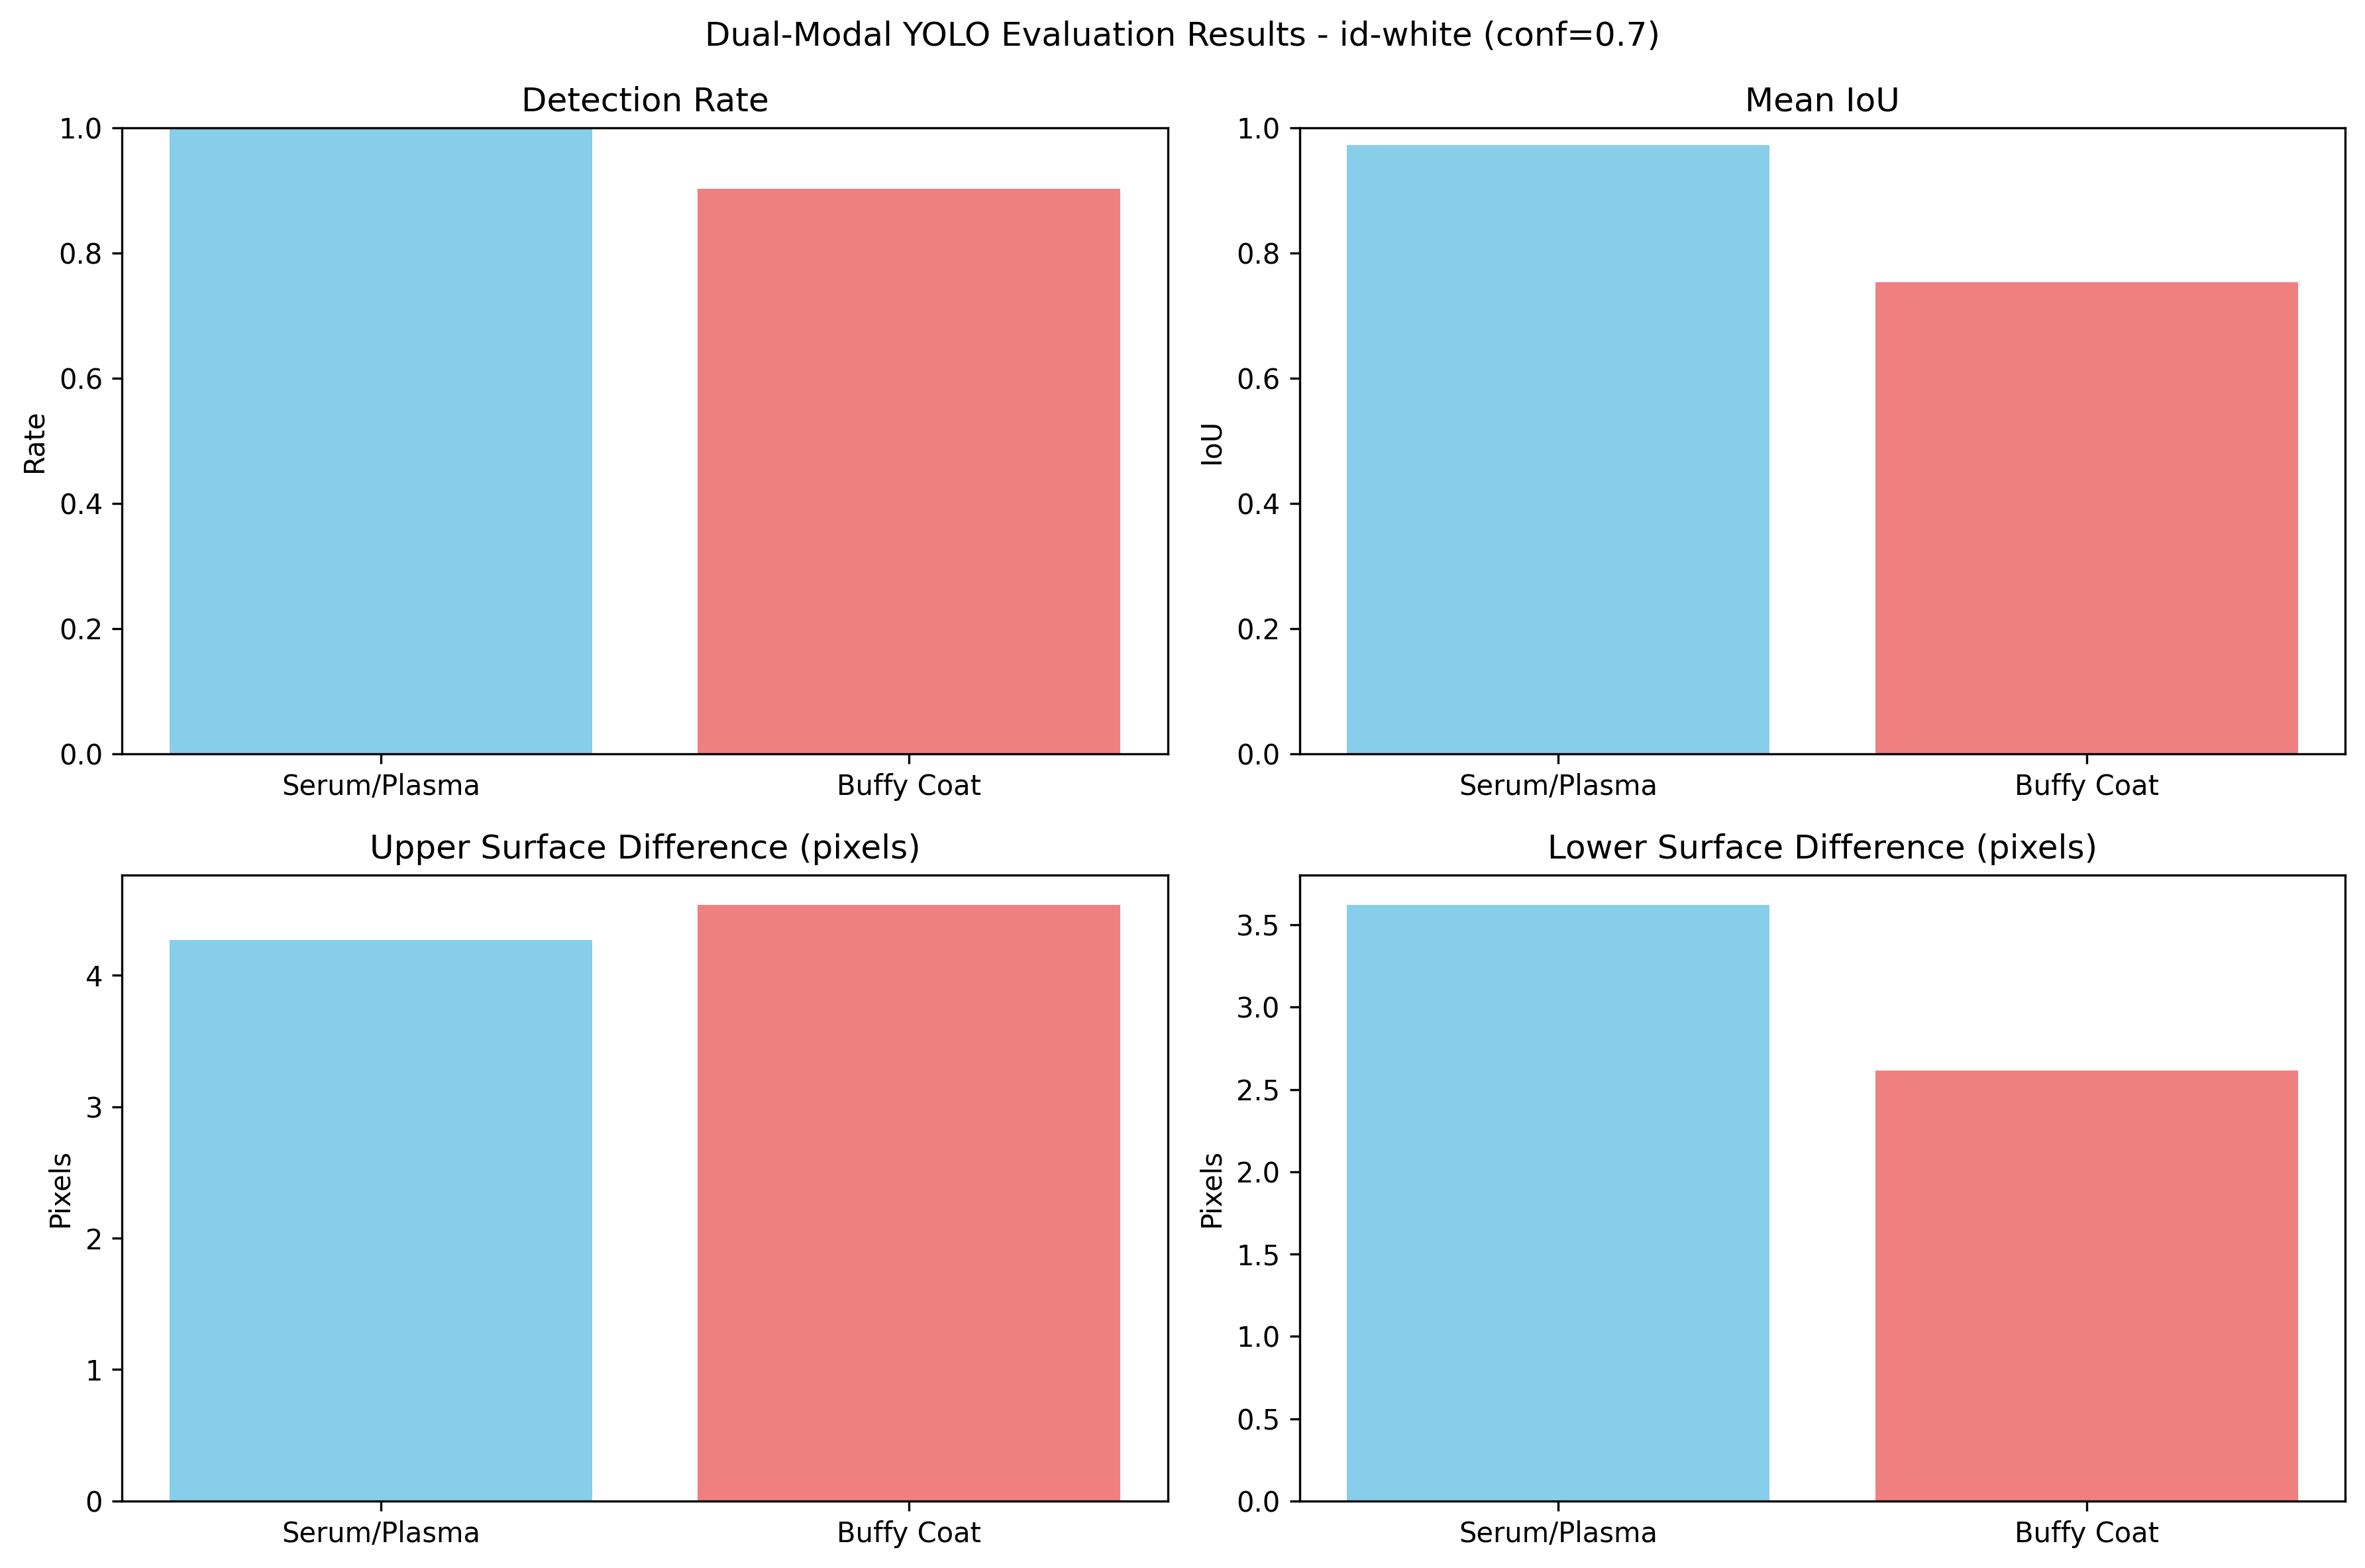 Dual-Modal YOLO Evaluation Results - id-white (conf=0.7)
Detection Rate
1.0
0.8
0.6
0.4
0.2
0.0
Rate
Serum/Plasma
Buffy Coat
Mean IoU
1.0
0.8
0.6
0.4
0.2
0.0
IoU
Serum/Plasma
Buffy Coat
Upper Surface Difference (pixels)
4
3
2
1
0
Pixels
Serum/Plasma
Buffy Coat
Lower Surface Difference (pixels)
3.5
3.0
2.5
2.0
1.5
1.0
0.5
0.0
Pixels
Serum/Plasma
Buffy Coat